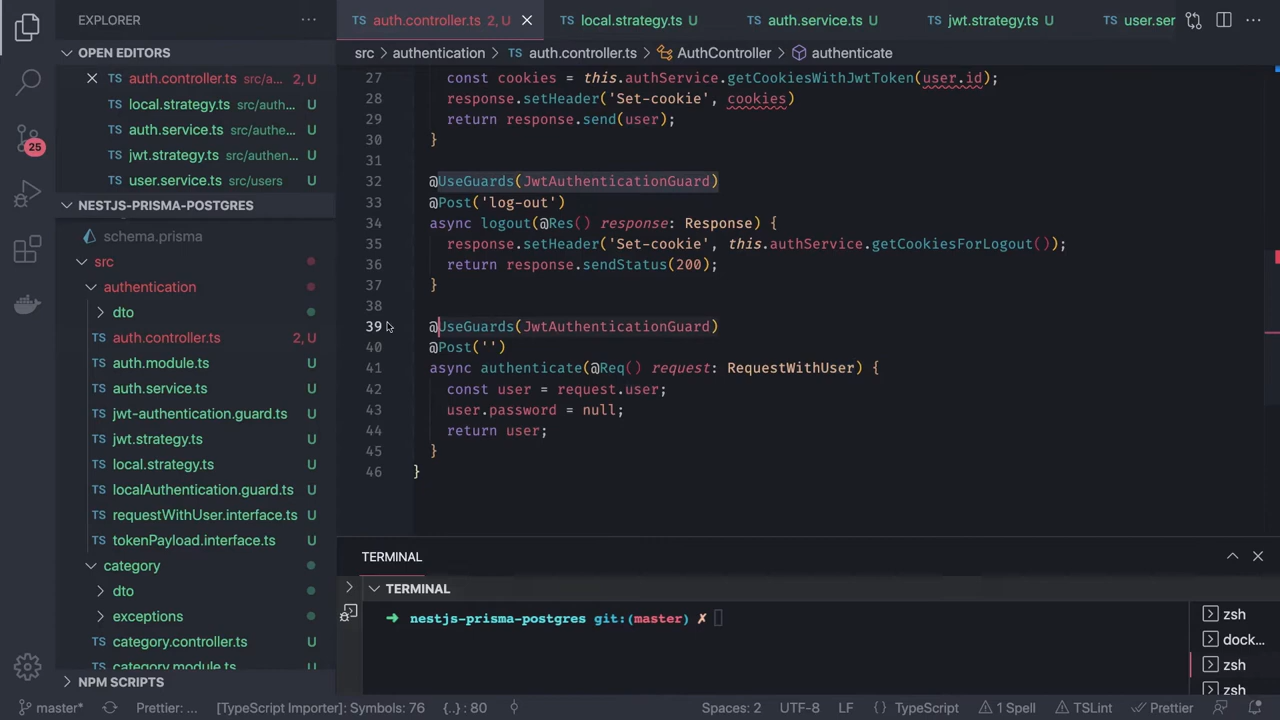 EXPLORER
OPEN EDITORS
auth.controller.ts src/a... 2, U
local.strategy.ts src/auth... U
auth.service.ts src/authe... U
jwt.strategy.ts src/authen... U
user.service.ts src/users U
NESTJS-PRISMA-POSTGRES
schema.prisma
src
authentication
dto
TS auth.controller.ts 2, U
TS auth.module.ts U
TS auth.service.ts U
TS jwt-authentication.guard.ts U
TS jwt.strategy.ts U
TS local.strategy.ts U
TS localAuthentication.guard.ts U
TS requestWithUser.interface.ts U
TS tokenPayload.interface.ts U
category
dto
exceptions
TS category.controller.ts U
TS category.module.ts U
NPM SCRIPTS
25
TS auth.controller.ts 2, U
TS local.strategy.ts U
TS auth.service.ts U
TS jwt.strategy.ts U
TS user.ser
src > authentication > TS auth.controller.ts > AuthController > authenticate
27 const cookies = this.authService.getCookiesWithJwtToken(user.id);
28 response.setHeader('Set-cookie', cookies)
29 return response.send(user);
30 }
31
32 @UseGuards(JwtAuthenticationGuard)
33 @Post('log-out')
34 async logout(@Res() response: Response) {
35 response.setHeader('Set-cookie', this.authService.getCookiesForLogout());
36 return response.sendStatus(200);
37 }
38
39 @UseGuards(JwtAuthenticationGuard)
40 @Post('')
41 async authenticate(@Req() request: RequestWithUser) {
42 const user = request.user;
43 user.password = null;
44 return user;
45 }
46 }
TERMINAL
TERMINAL
➜ nestjs-prisma-postgres git:(master) ✗
zsh
dock...
zsh
zsh
master* Prettier: ... [TypeScript Importer]: Symbols: 76 {..} : 80 Spaces: 2 UTF-8 LF { } TypeScript 1 Spell TSLint Prettier